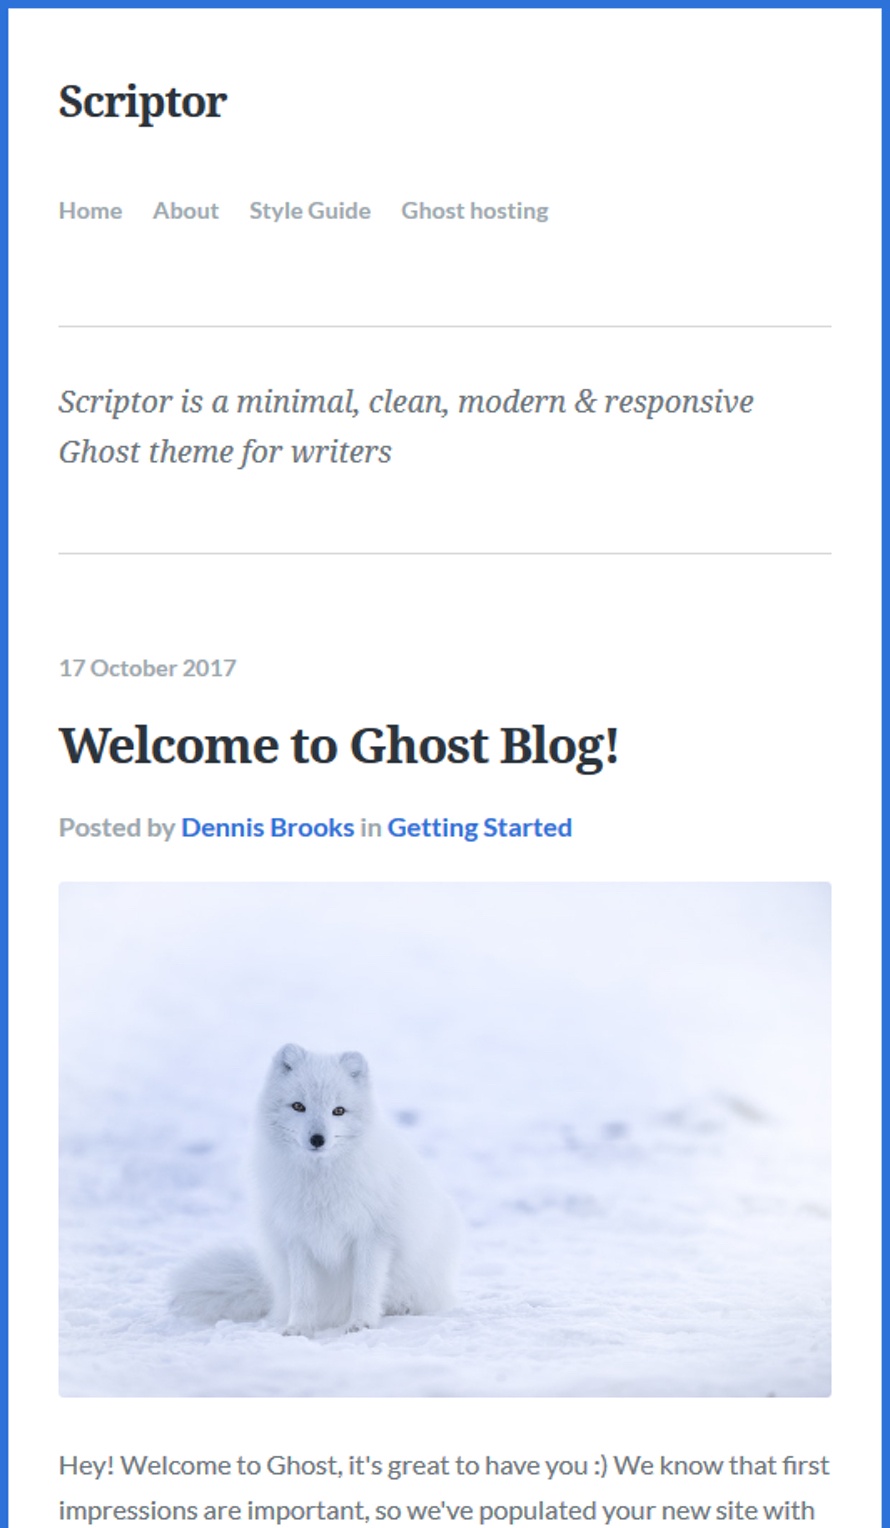 Scriptor
Home About Style Guide Ghost hosting
Scriptor is a minimal, clean, modern & responsive
Ghost theme for writers
17 October 2017
Welcome to Ghost Blog!
Posted by Dennis Brooks in Getting Started
Hey! Welcome to Ghost, it's great to have you :) We know that first
impressions are important, so we've populated your new site with